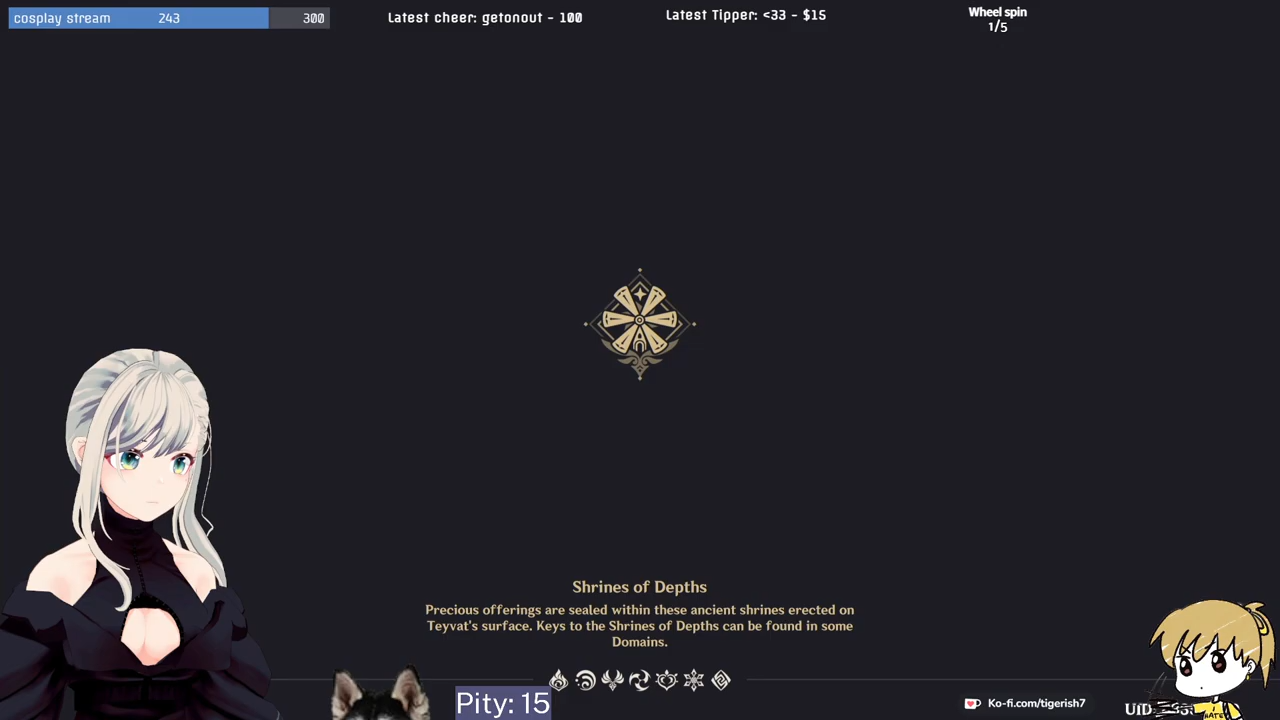 cosplay stream 243 300
Latest cheer: getonout - 100
Latest Tipper: <33 - $15
Wheel spin
1/5
Shrines of Depths
Precious offerings are sealed within these ancient shrines erected on
Teyvat's surface. Keys to the Shrines of Depths can be found in some
Domains.
Pity: 15
Ko-fi.com/tigerish7
UID
HATE